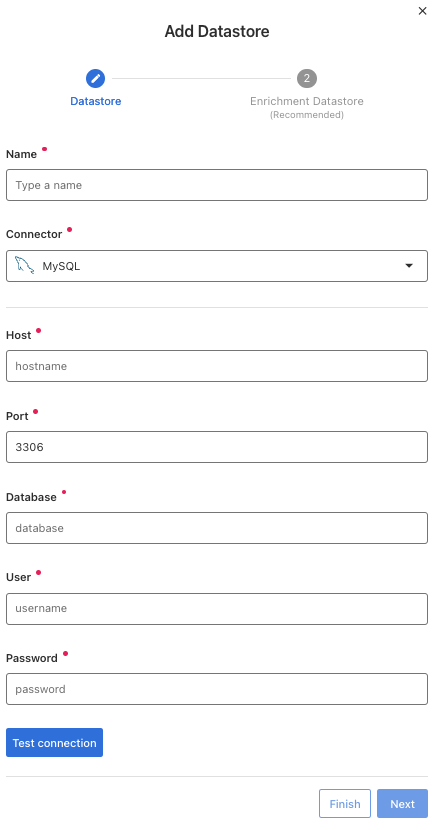 Add Datastore
2
Datastore
Enrichment Datastore
(Recommended)
Name
Type a name
Connector
MySQL
Host
hostname
Port
3306
Database
database
User
username
Password
password
Test connection
Finish
Next